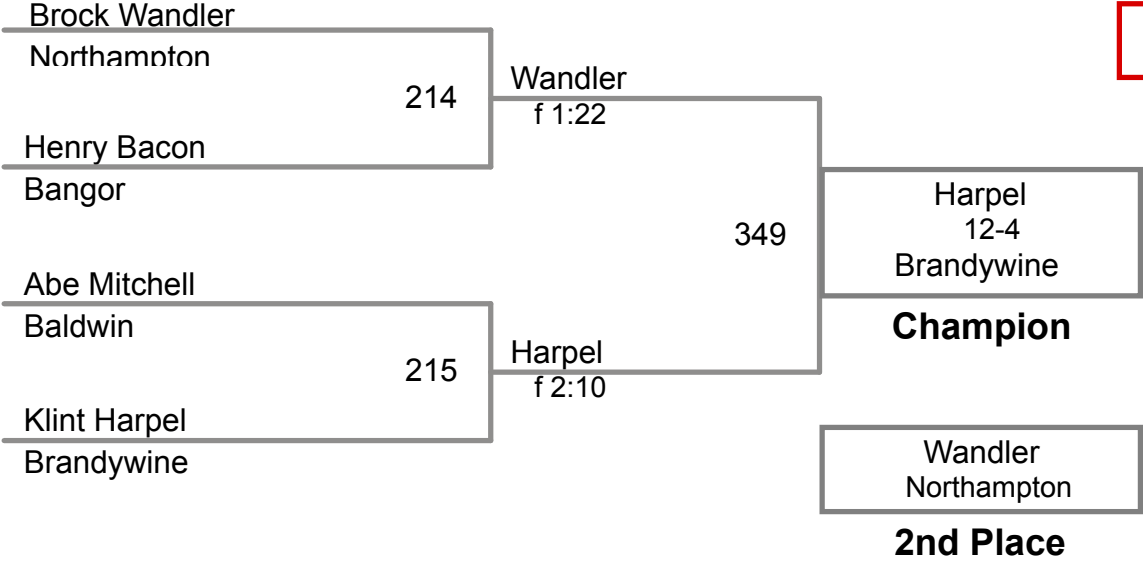 Brock Wandler
Northampton
214
Wandler
f 1:22
Henry Bacon
Bangor
349
Harpel
12-4
Brandywine
Champion
Abe Mitchell
Baldwin
215
Harpel
f 2:10
Klint Harpel
Brandywine
Wandler
Northampton
2nd Place